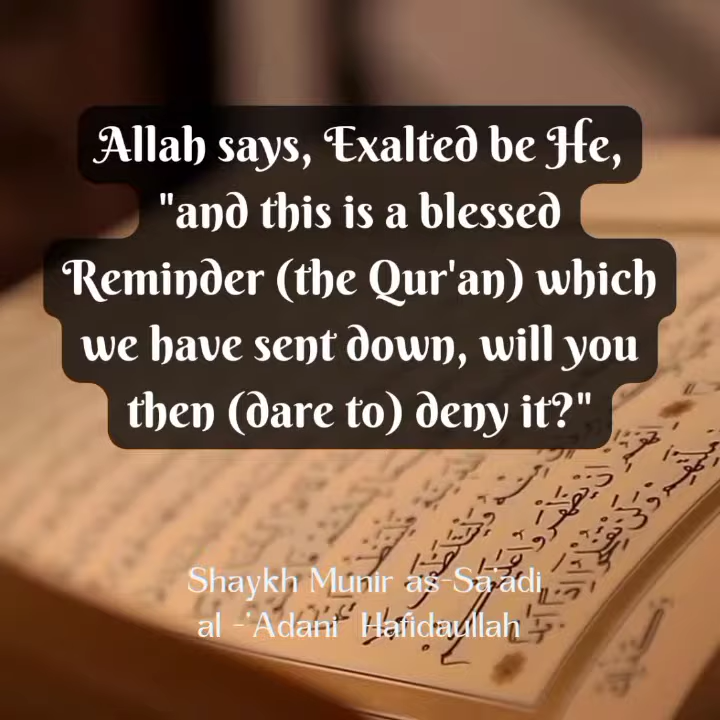 Allah says, Exalted be He,
"and this is a blessed
Reminder (the Qur'an) which
we have sent down, will you
then (dare to) deny it?"
Shaykh Munir as-Sa'adi
al -'Adani Hafidaullah